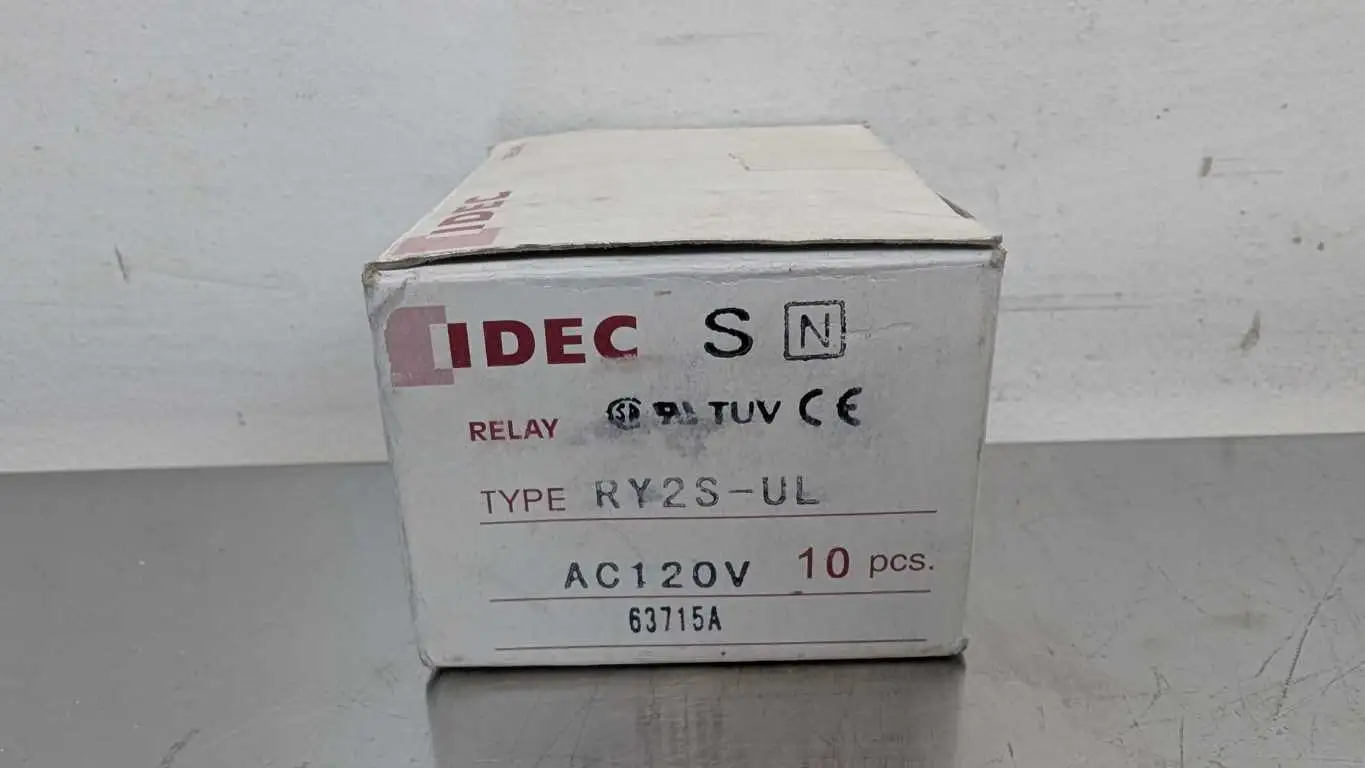 IDEC
IDEC S N
RELAY TUV CE
TYPE RY2S-UL
AC120V 10 pcs.
63715A